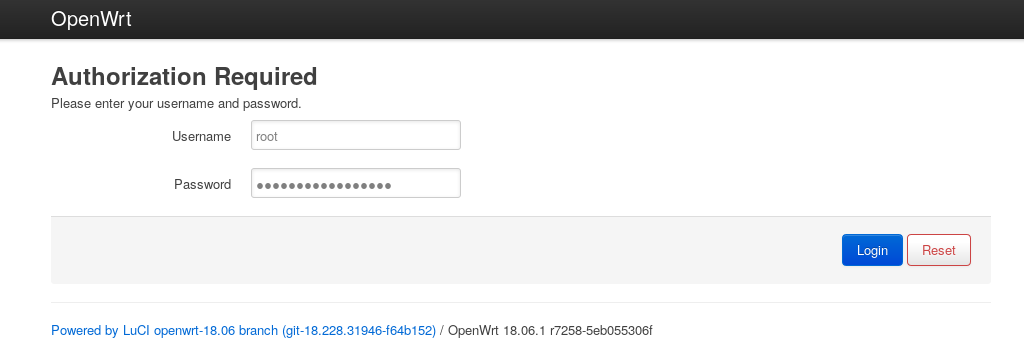 OpenWrt
Authorization Required
Please enter your username and password.
Username root
Password ●●●●●●●●●●●●●●●●●
Login Reset
Powered by LuCI openwrt-18.06 branch (git-18.228.31946-f64b152) / OpenWrt 18.06.1 r7258-5eb055306f